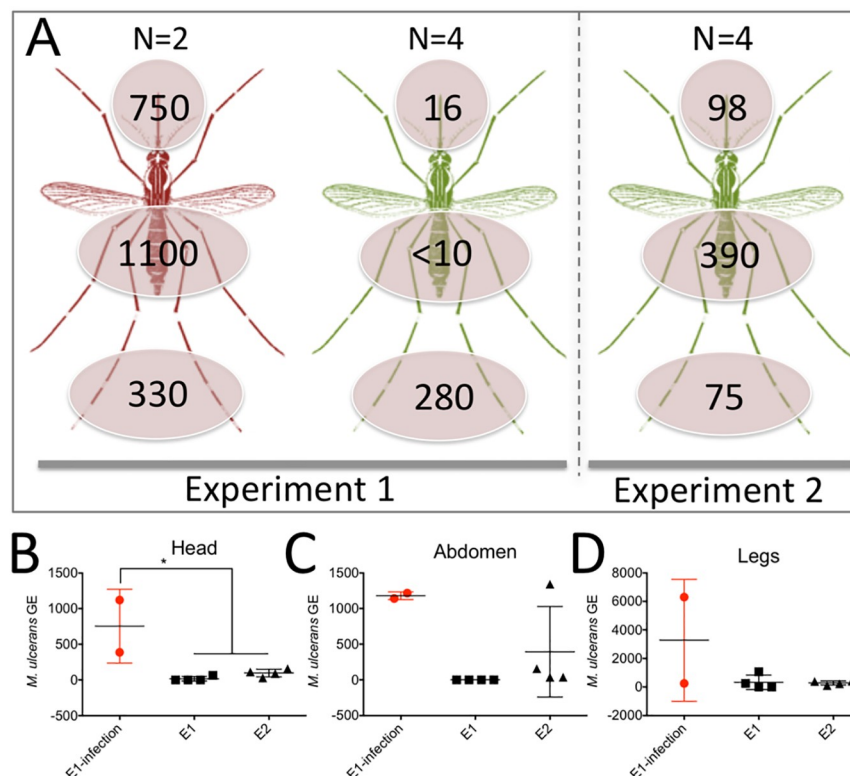 A
N=2 N=4 N=4
750 16 98
1100 <10 390
330 280 75
Experiment 1 Experiment 2
B Head
*
M. ulcerans GE
1500
1000
500
0
-500
E1-infection E1 E2
C Abdomen
M. ulcerans GE
1500
1000
500
0
-500
E1-infection E1 E2
D Legs
M. ulcerans GE
8000
6000
4000
2000
0
-2000
E1-infection E1 E2